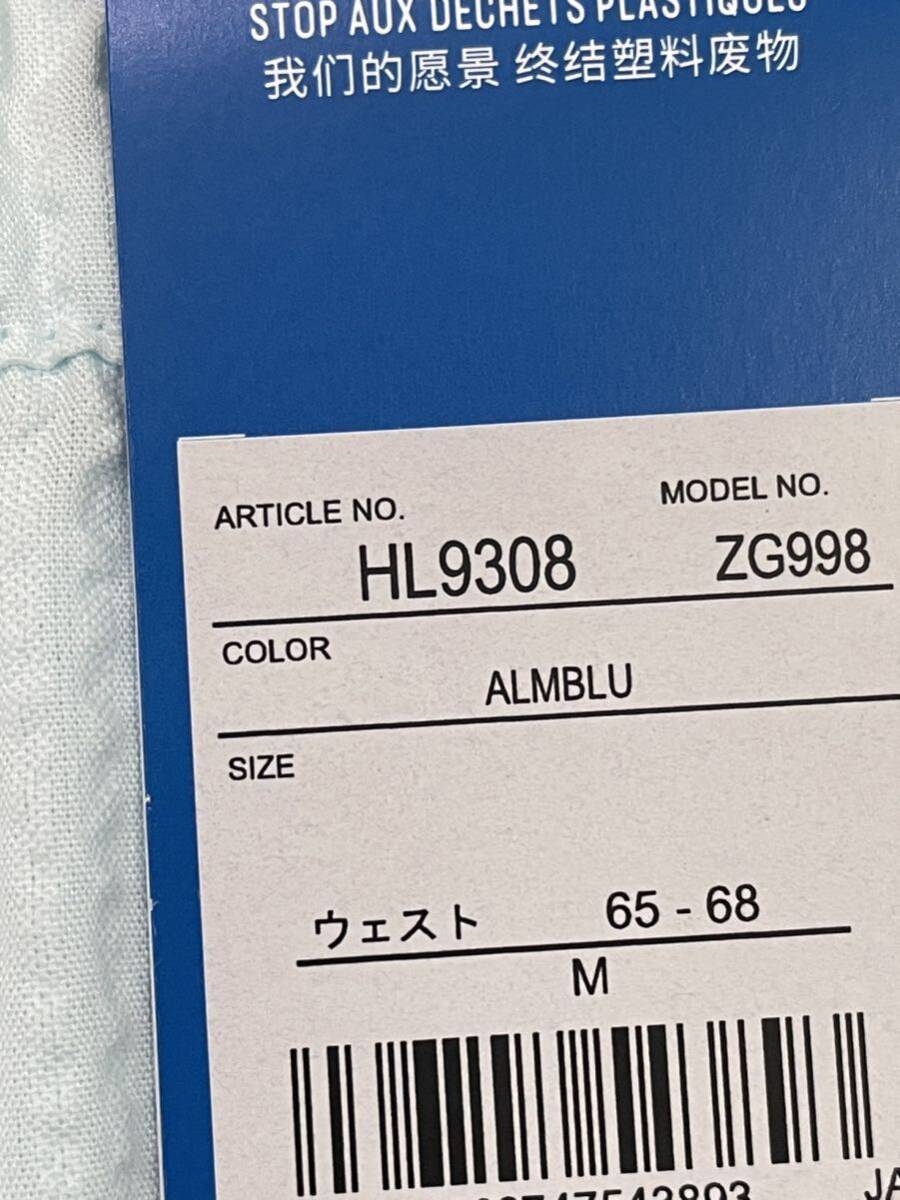 STOP AUX DÉCHETS PLASTIQUES
我们的愿景 终结塑料废物
ARTICLE NO. MODEL NO.
HL9308 ZG998
COLOR
ALMBLU
SIZE
ウェスト 65 - 68
M